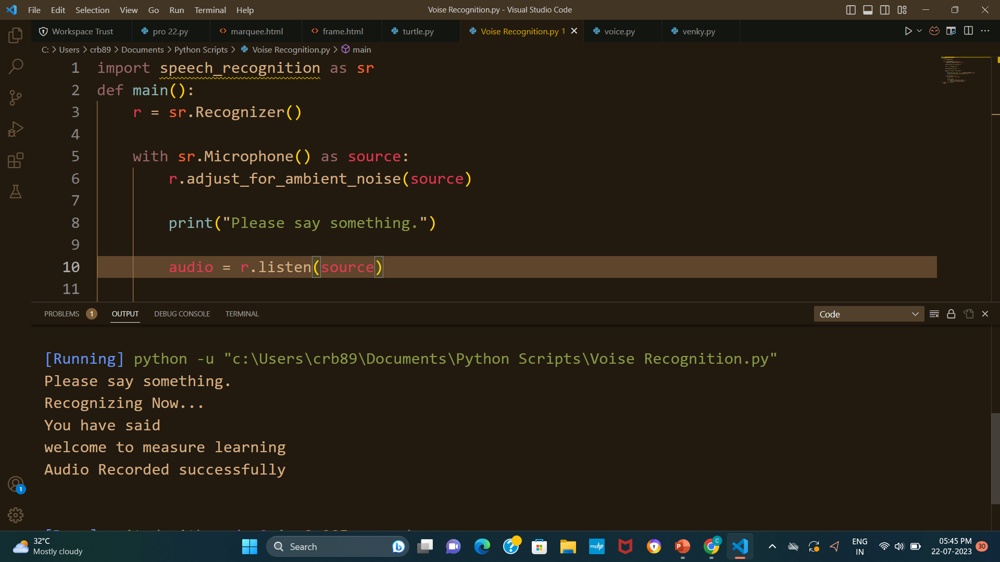 File Edit Selection View Go Run Terminal Help
Voise Recognition.py - Visual Studio Code
Workspace Trust pro 22.py marquee.html frame.html turtle.py Voise Recognition.py 1 voice.py venky.py
C: > Users > crb89 > Documents > Python Scripts > Voise Recognition.py > main
1 import speech_recognition as sr
2 def main():
3 r = sr.Recognizer()
4
5 with sr.Microphone() as source:
6 r.adjust_for_ambient_noise(source)
7
8 print("Please say something.")
9
10 audio = r.listen(source)
11
PROBLEMS 1 OUTPUT DEBUG CONSOLE TERMINAL Code
[Running] python -u "c:\Users\crb89\Documents\Python Scripts\Voise Recognition.py"
Please say something.
Recognizing Now...
You have said
welcome to measure learning
Audio Recorded successfully
1
32°C
Mostly cloudy
Search
myhp
P
C
ENG
IN
05:45 PM
22-07-2023
30